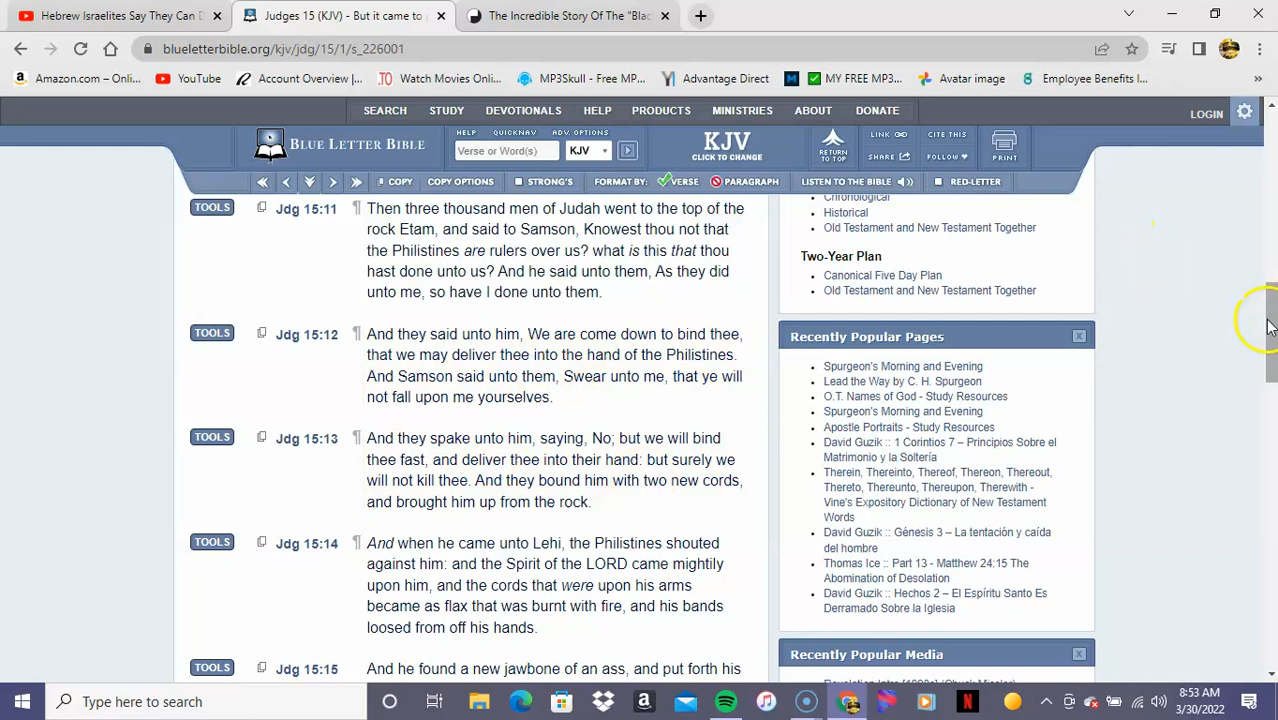 Hebrew Israelites Say They Can D
Judges 15 (KJV) - But it came to p
The Incredible Story Of The "Blac
blueletterbible.org/kjv/jdg/15/1/s_226001
Amazon.com – Onli...
YouTube
Account Overview |...
Watch Movies Onlin...
MP3Skull - Free MP...
Advantage Direct
MY FREE MP3...
Avatar image
Employee Benefits I...
SEARCH STUDY DEVOTIONALS HELP PRODUCTS MINISTRIES ABOUT DONATE
LOGIN
BLUE LETTER BIBLE
HELP QUICKNAV ADV. OPTIONS
Verse or Word(s)
KJV
KJV
CLICK TO CHANGE
RETURN
TO TOP
LINK
SHARE
CITE THIS
FOLLOW
PRINT
COPY COPY OPTIONS STRONG'S FORMAT BY: VERSE PARAGRAPH LISTEN TO THE BIBLE RED-LETTER
TOOLS Jdg 15:11 ¶ Then three thousand men of Judah went to the top of the
rock Etam, and said to Samson, Knowest thou not that
the Philistines are rulers over us? what is this that thou
hast done unto us? And he said unto them, As they did
unto me, so have I done unto them.
TOOLS Jdg 15:12 ¶ And they said unto him, We are come down to bind thee,
that we may deliver thee into the hand of the Philistines.
And Samson said unto them, Swear unto me, that ye will
not fall upon me yourselves.
TOOLS Jdg 15:13 ¶ And they spake unto him, saying, No; but we will bind
thee fast, and deliver thee into their hand: but surely we
will not kill thee. And they bound him with two new cords,
and brought him up from the rock.
TOOLS Jdg 15:14 ¶ And when he came unto Lehi, the Philistines shouted
against him: and the Spirit of the LORD came mightily
upon him, and the cords that were upon his arms
became as flax that was burnt with fire, and his bands
loosed from off his hands.
TOOLS Jdg 15:15 ¶ And he found a new jawbone of an ass, and put forth his
Chronological
Historical
Old Testament and New Testament Together
Two-Year Plan
Canonical Five Day Plan
Old Testament and New Testament Together
Recently Popular Pages
Spurgeon's Morning and Evening
Lead the Way by C. H. Spurgeon
O.T. Names of God - Study Resources
Spurgeon's Morning and Evening
Apostle Portraits - Study Resources
David Guzik :: 1 Corintios 7 – Principios Sobre el
Matrimonio y la Soltería
Therein, Thereinto, Thereof, Thereon, Thereout,
Thereto, Thereunto, Thereupon, Therewith -
Vine's Expository Dictionary of New Testament
Words
David Guzik :: Génesis 3 – La tentación y caída
del hombre
Thomas Ice :: Part 13 - Matthew 24:15 The
Abomination of Desolation
David Guzik :: Hechos 2 – El Espíritu Santo Es
Derramado Sobre la Iglesia
Recently Popular Media
Type here to search
8:53 AM
3/30/2022